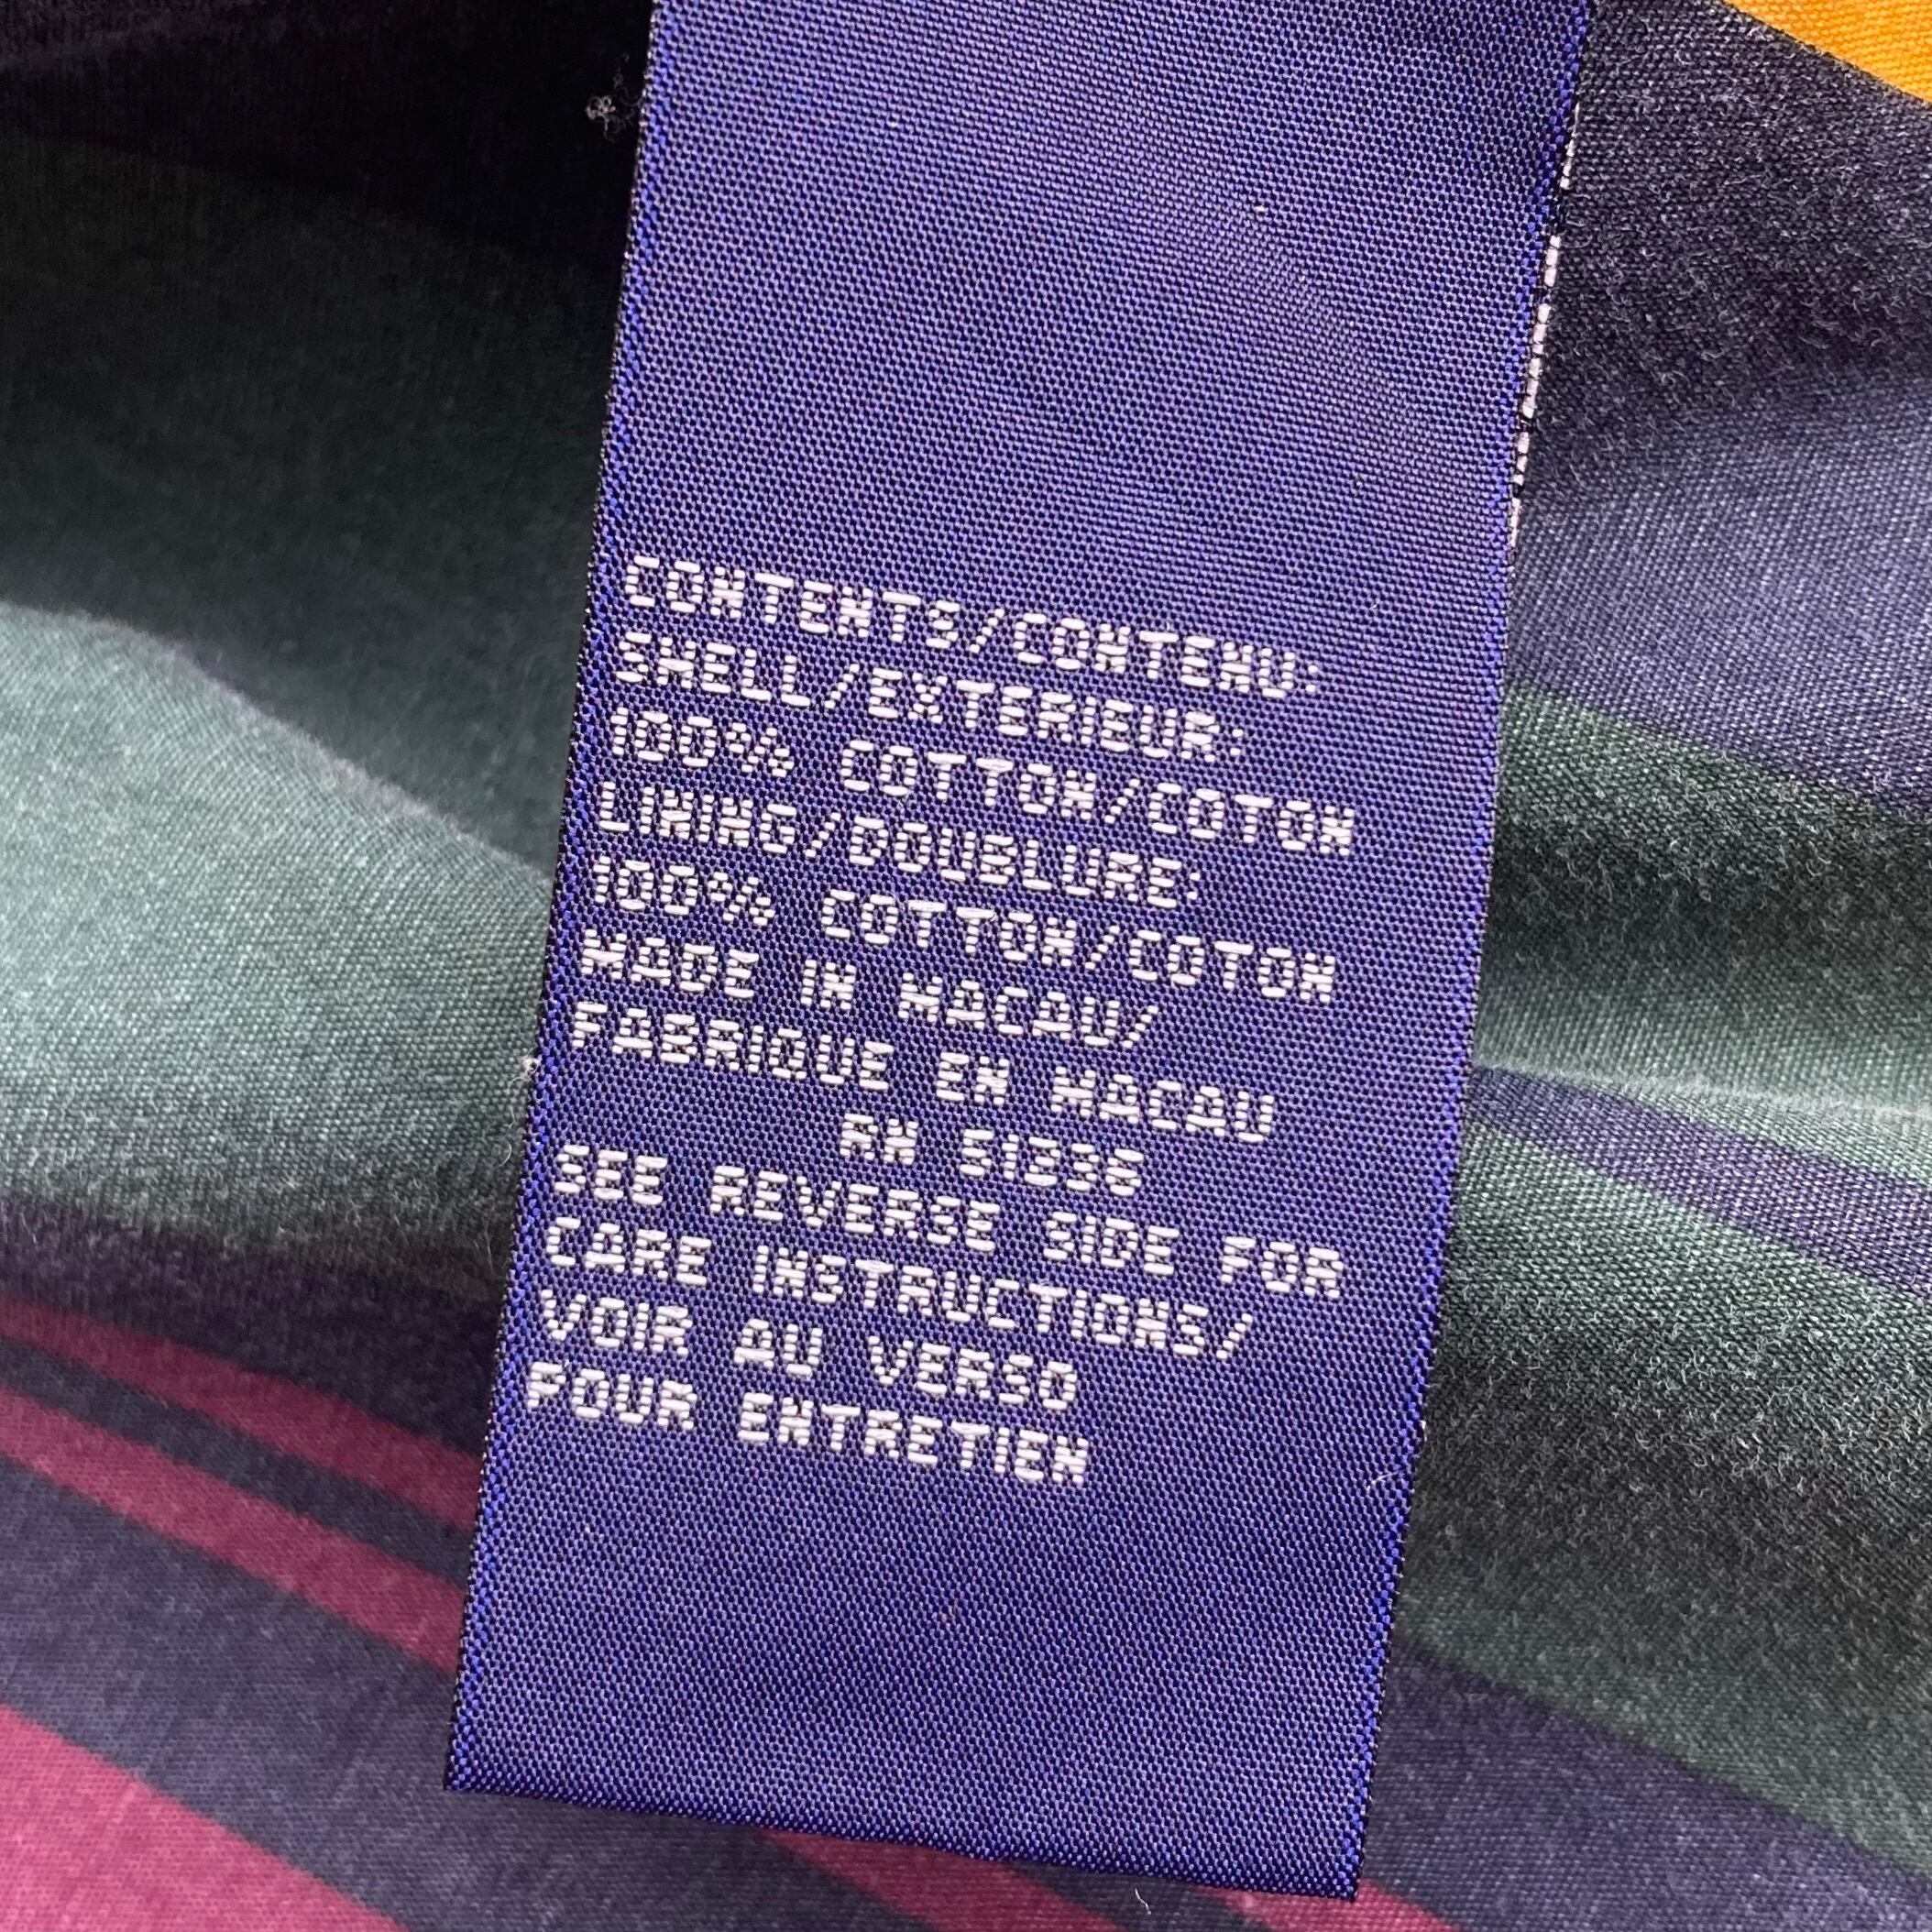 CONTENTS/CONTENU:
SHELL/EXTERIEUR:
100% COTTON/COTON
LINING/DOUBLURE:
100% COTTON/COTON
MADE IN MACAU/
FABRIQUE EN MACAU
RN 51336
SEE REVERSE SIDE FOR
CARE INSTRUCTIONS/
VOIR AU VERSO
POUR ENTRETIEN